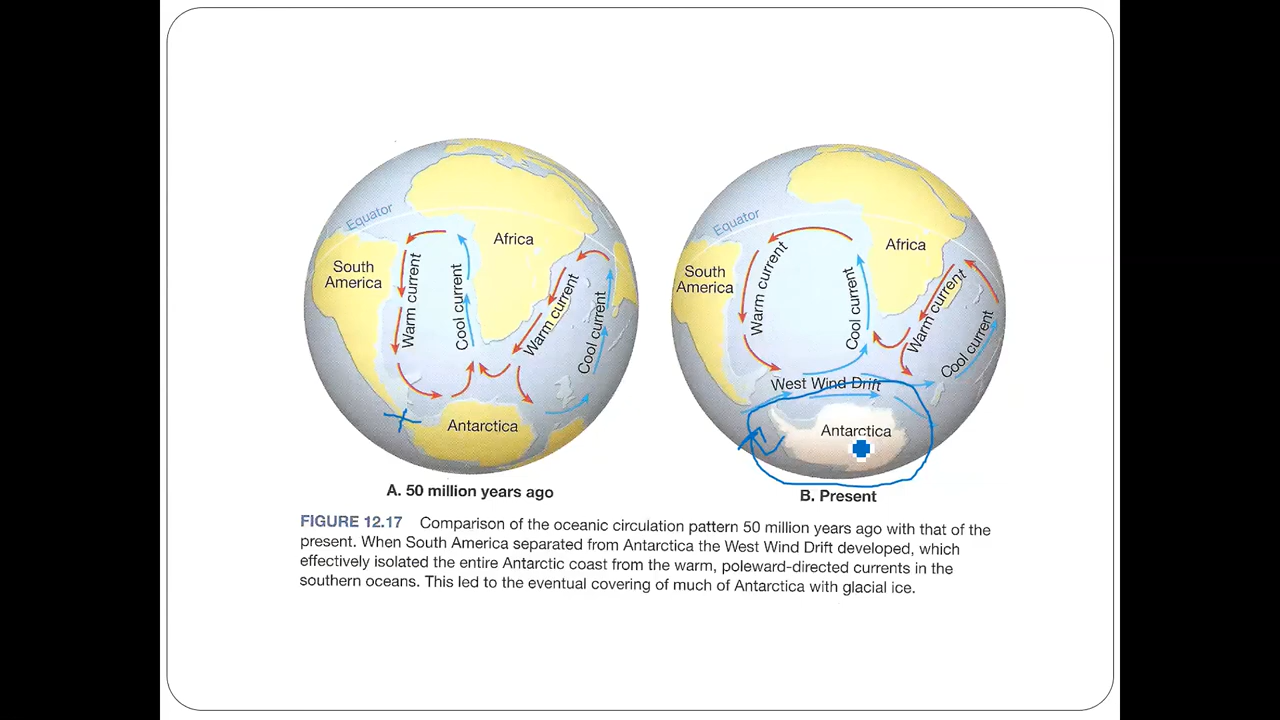 Equator
Africa
South
America
Warm current
Cool current
Warm current
Cool current
Antarctica
A. 50 million years ago
Equator
Africa
South
America
Warm current
Cool current
Warm current
Cool current
West Wind Drift
Antarctica
B. Present
FIGURE 12.17 Comparison of the oceanic circulation pattern 50 million years ago with that of the
present. When South America separated from Antarctica the West Wind Drift developed, which
effectively isolated the entire Antarctic coast from the warm, poleward-directed currents in the
southern oceans. This led to the eventual covering of much of Antarctica with glacial ice.